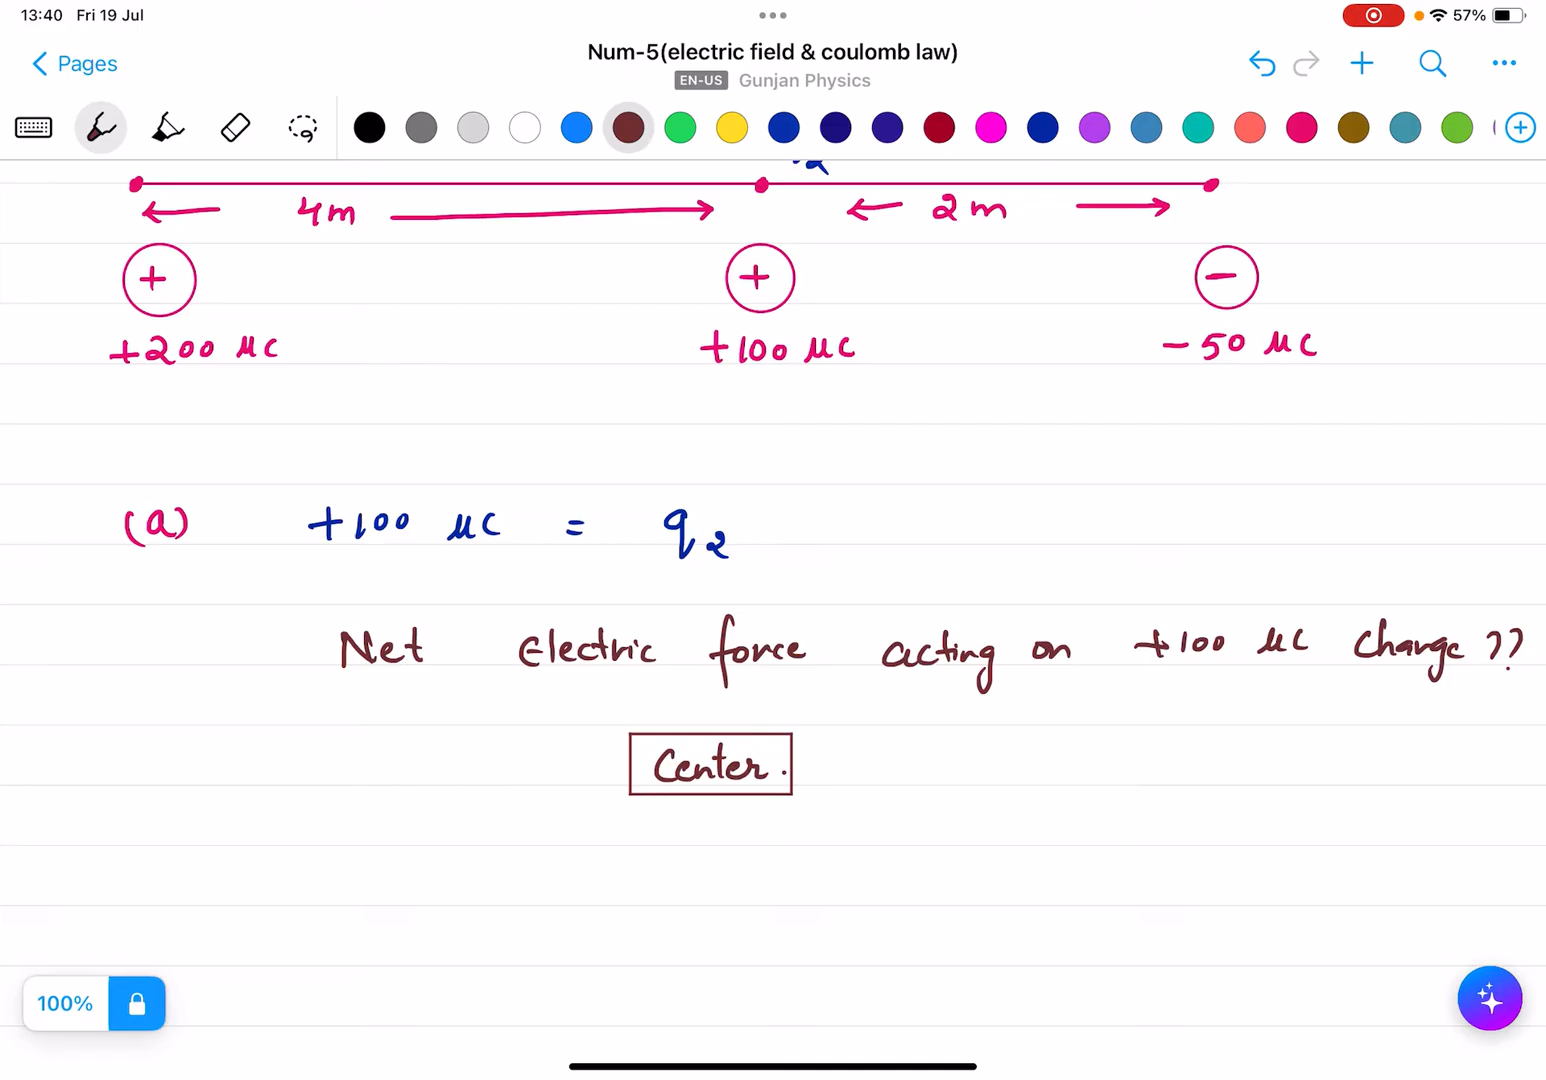 13:40 Fri 19 Jul 57%
Pages
Num-5(electric field & coulomb law)
EN-US Gunjan Physics
2
4m 2m
+ + -
+200 μC +100 μC -50 μC
(a) +100 μC = q2
Net Electric force acting on +100 μC Charge ??
Center.
100%